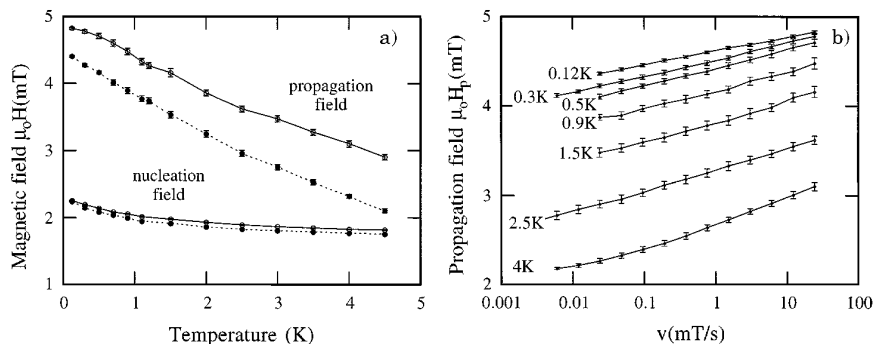 a)
propagation
field
nucleation
field
Magnetic field μ₀H(mT)
5
4
3
2
1
0
1
2
3
4
5
Temperature (K)
b)
0.12K
0.3K
0.5K
0.9K
1.5K
2.5K
4K
Propagation field μ₀Hₚ(mT)
5
4
3
2
0.001
0.01
0.1
1
10
100
v(mT/s)